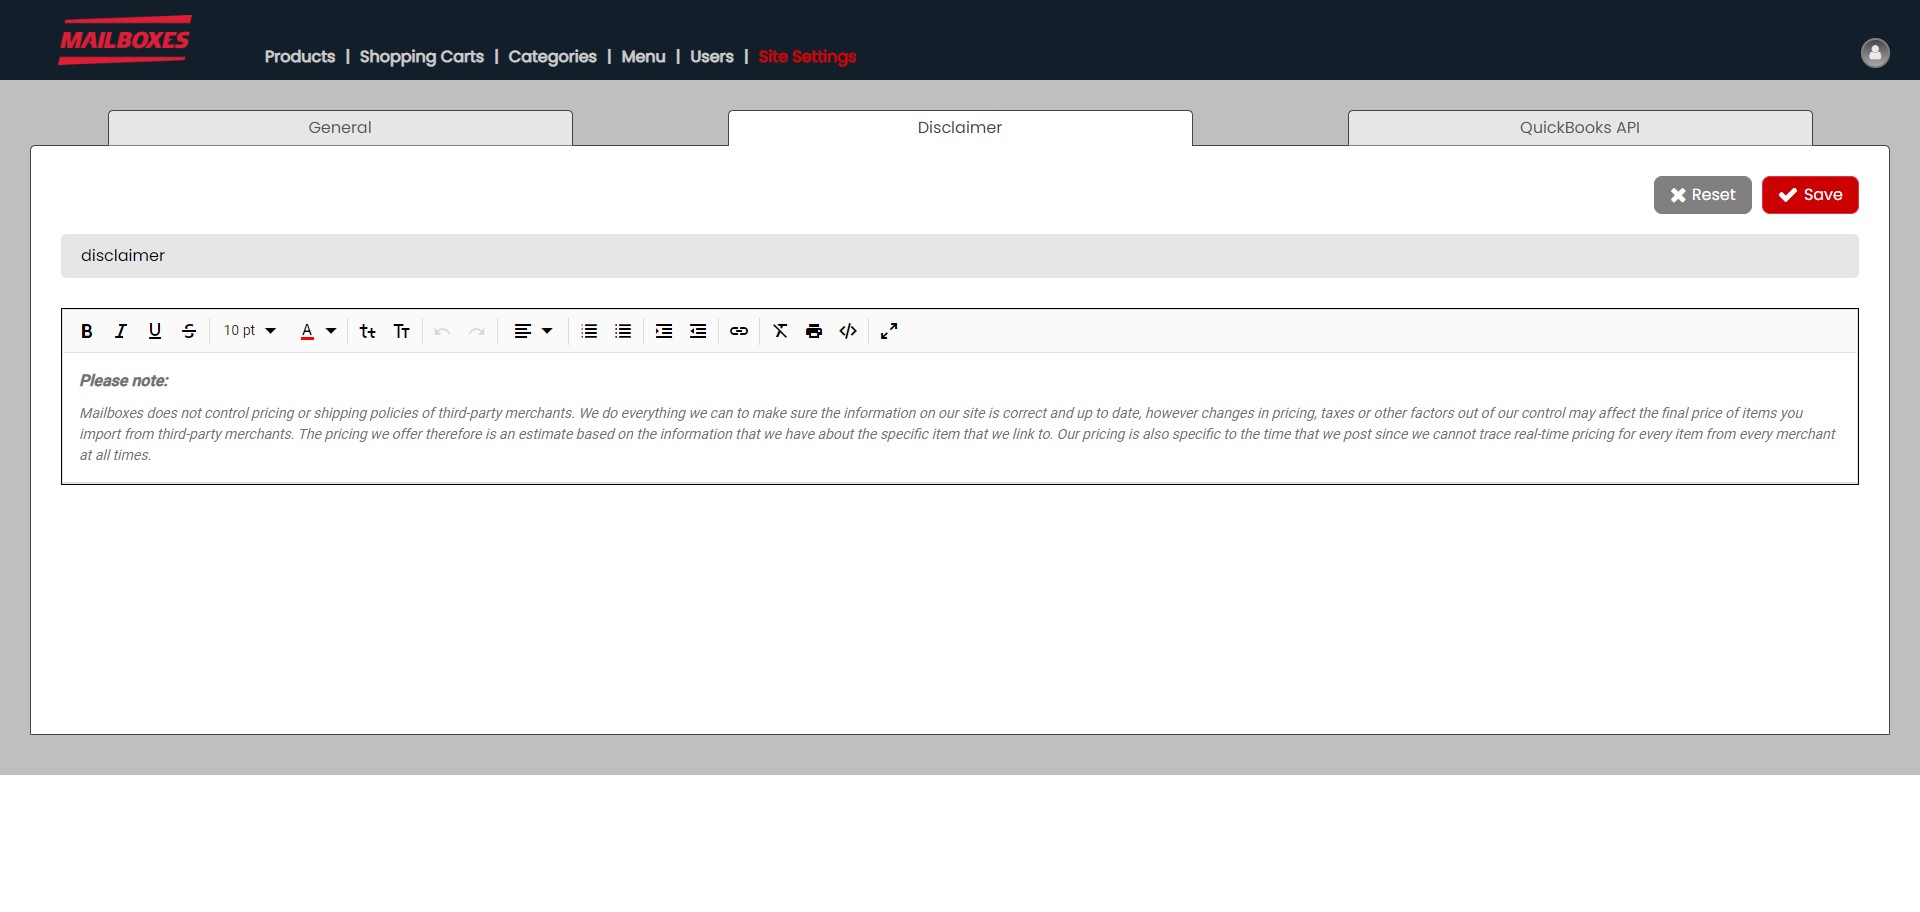 MAILBOXES
Products | Shopping Carts | Categories | Menu | Users | Site Settings
General
Disclaimer
QuickBooks API
Reset
Save
disclaimer
B I U S 10 pt A t+ TT
Please note:
Mailboxes does not control pricing or shipping policies of third-party merchants. We do everything we can to make sure the information on our site is correct and up to date, however changes in pricing, taxes or other factors out of our control may affect the final price of items you
import from third-party merchants. The pricing we offer therefore is an estimate based on the information that we have about the specific item that we link to. Our pricing is also specific to the time that we post since we cannot trace real-time pricing for every item from every merchant
at all times.